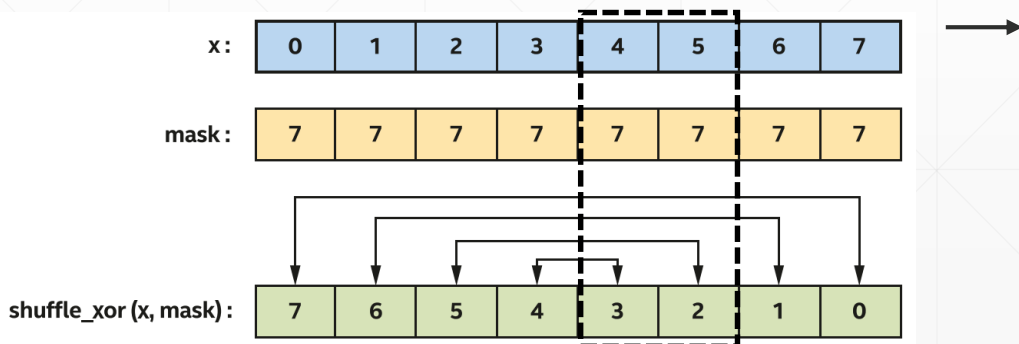 x: 0 1 2 3 4 5 6 7
mask: 7 7 7 7 7 7 7 7
shuffle_xor (x, mask): 7 6 5 4 3 2 1 0